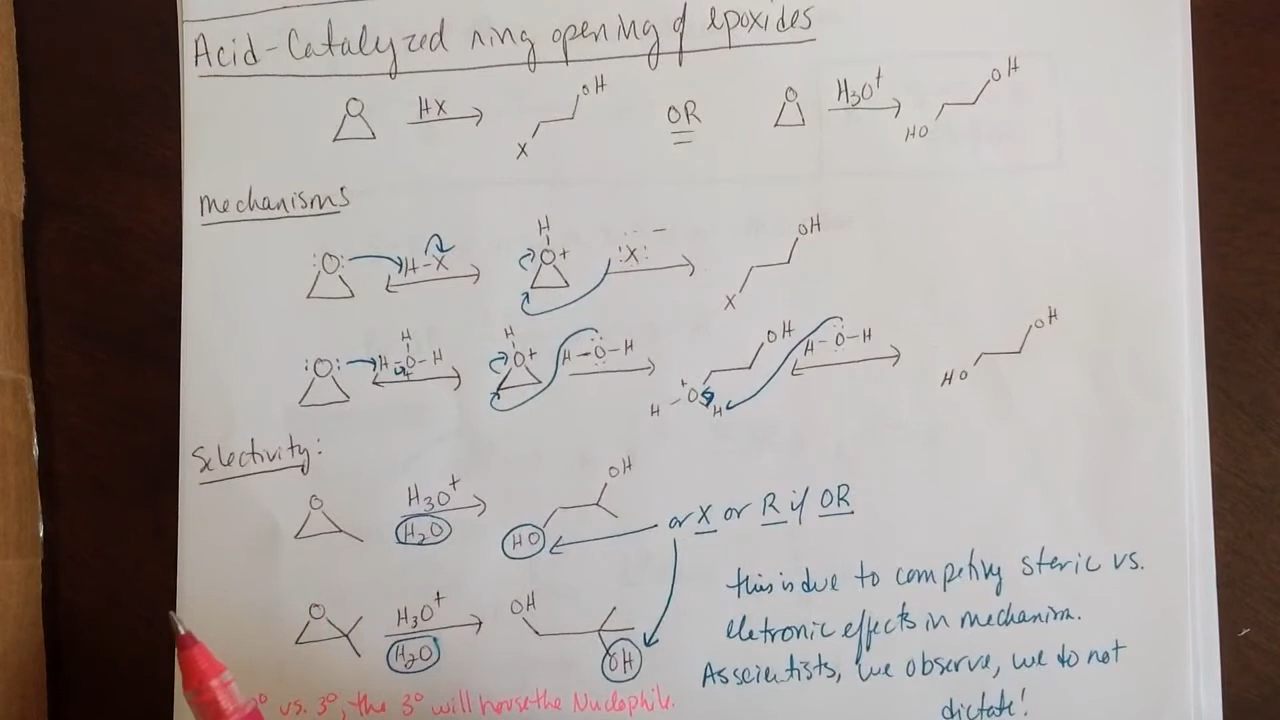 Acid-Catalyzed ring opening of epoxides
O HX OH X OR O H3O+ OH HO
Mechanisms
:O: H-X H O+ :X:- OH X
:O: H H-O-H + H O+ H-O-H OH + H-O H H-O-H OH HO
Selectivity:
O H3O+ H2O OH HO or X or R if OR
this is due to competing steric vs.
eletronic effects in mechanism.
O H3O+ H2O OH OH
As scientists, we observe, we do not
dictate!
° vs. 3°, the 3° will house the Nucleophile.